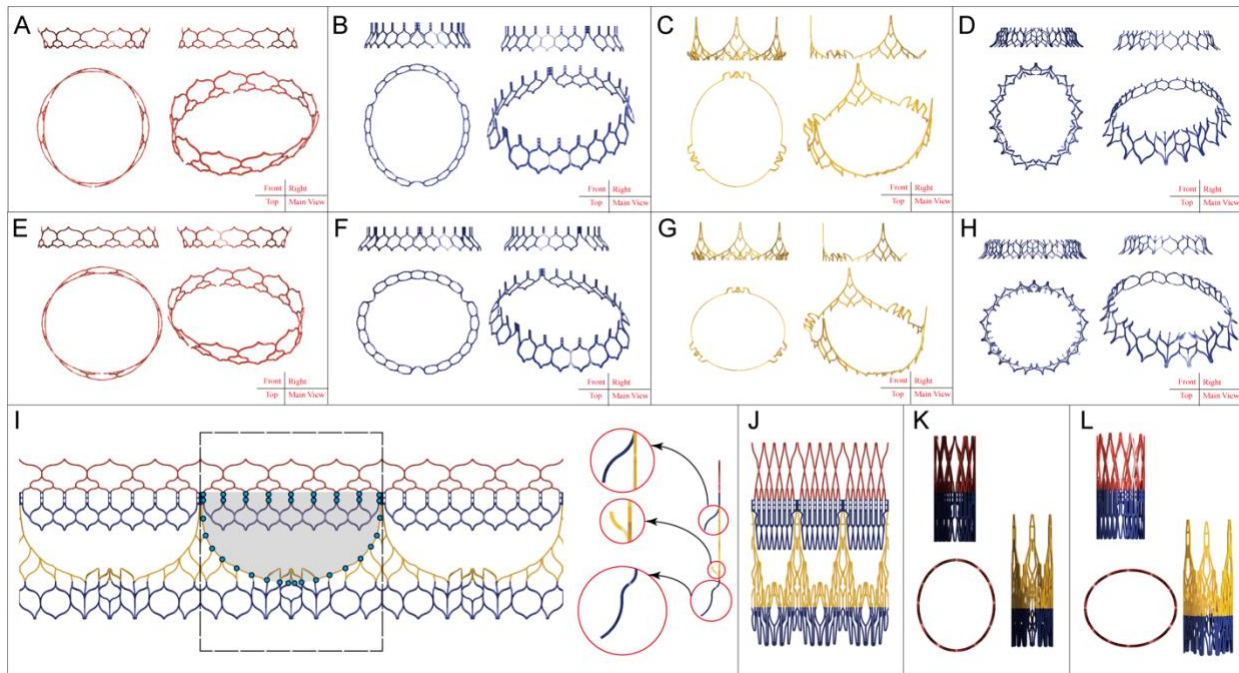 A
B
C
D
Front Right
Top Main View
Front Right
Top Main View
Front Right
Top Main View
Front Right
Top Main View
E
F
G
H
Front Right
Top Main View
Front Right
Top Main View
Front Right
Top Main View
Front Right
Top Main View
I
J
K
L